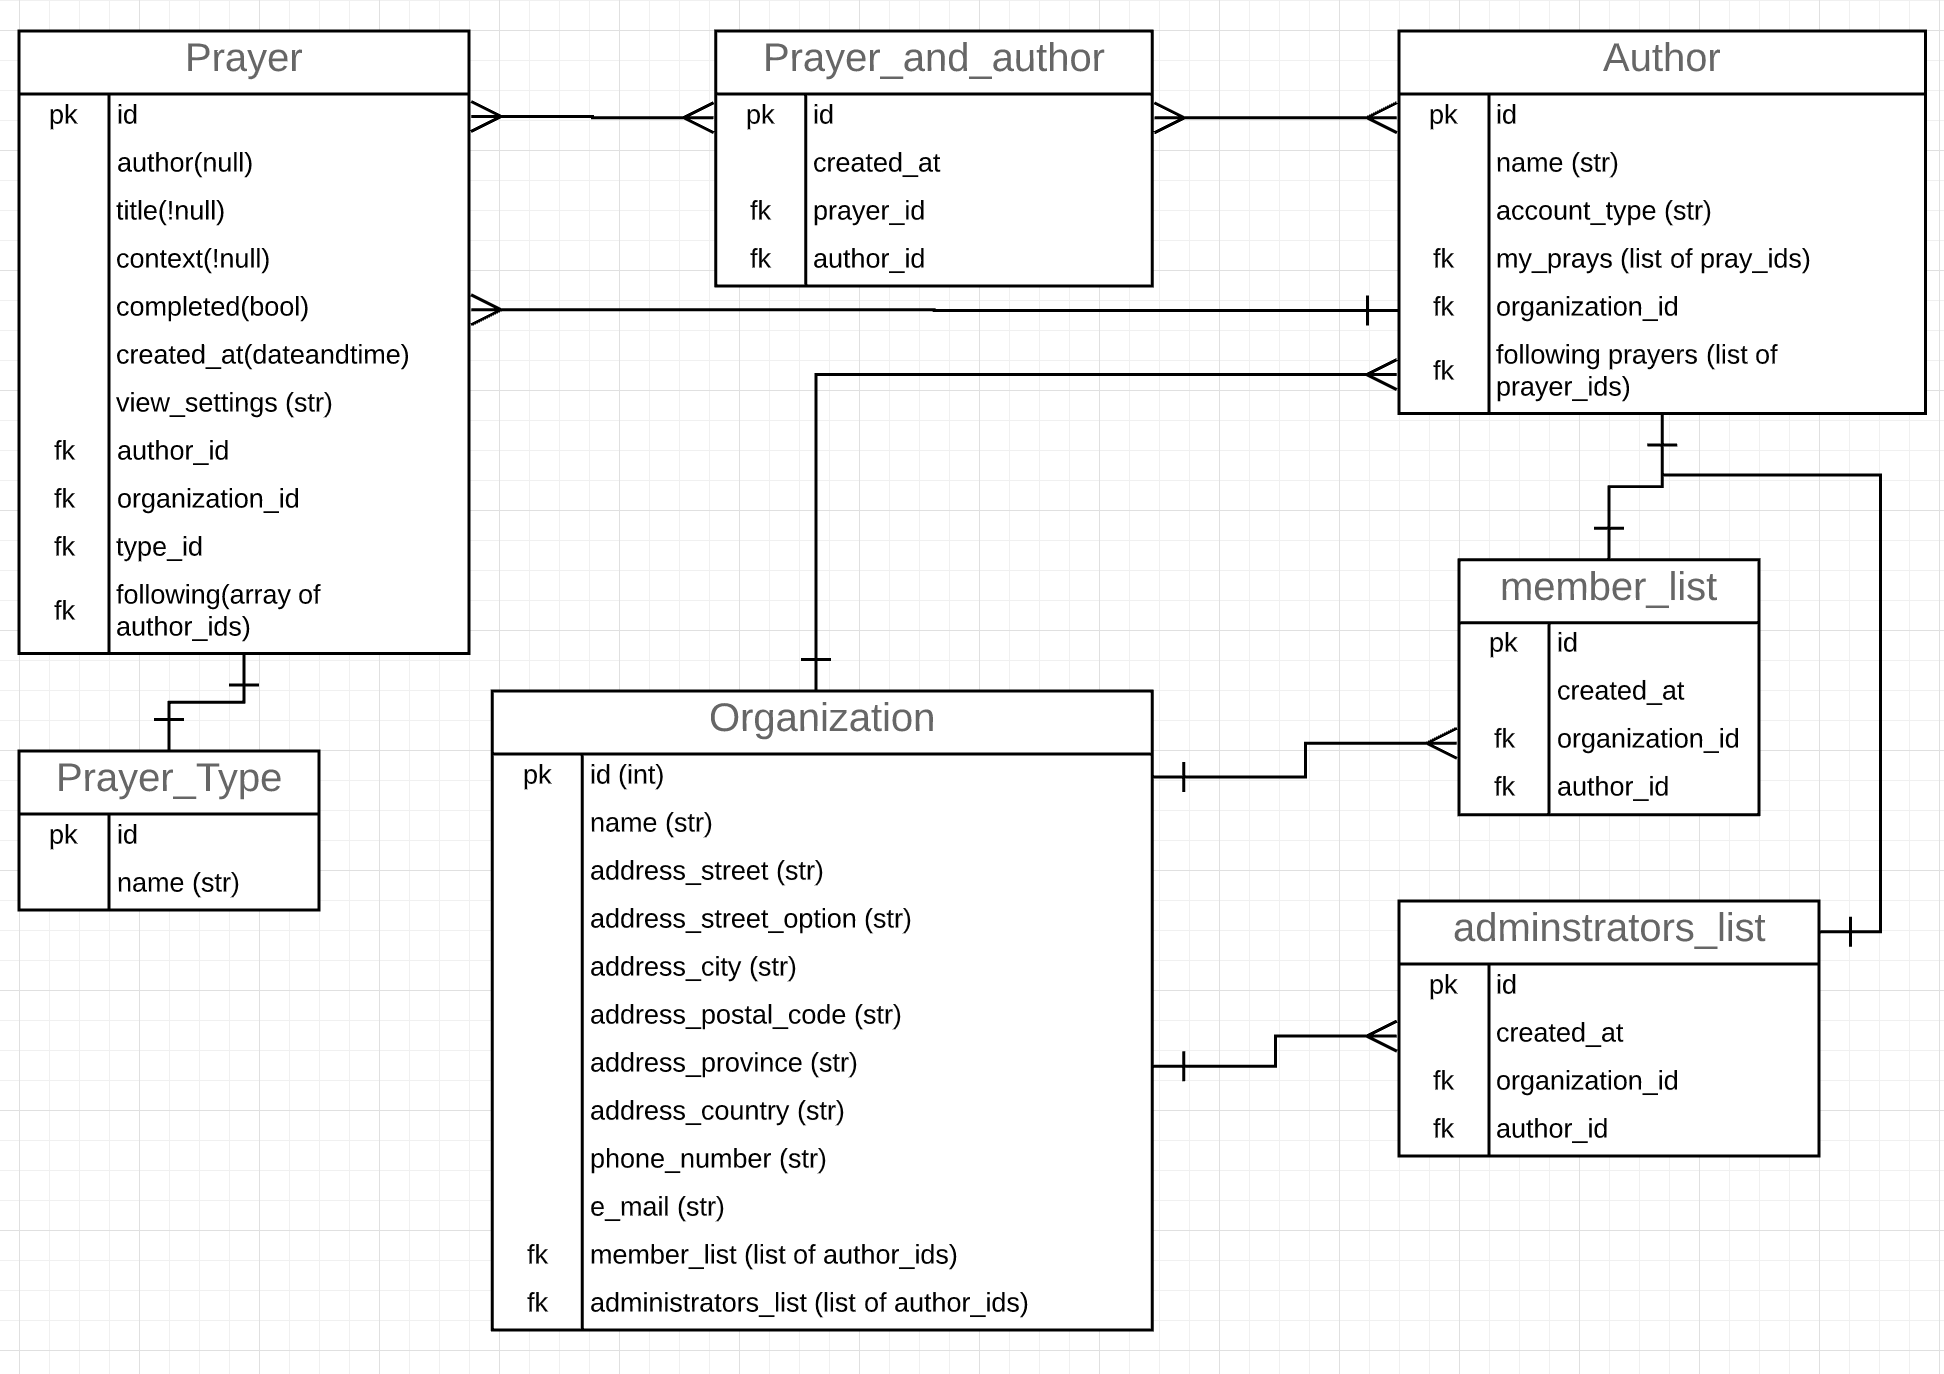 Prayer
pk id
author(null)
title(!null)
context(!null)
completed(bool)
created_at(dateandtime)
view_settings (str)
fk author_id
fk organization_id
fk type_id
fk following(array of
author_ids)
Prayer_and_author
pk id
created_at
fk prayer_id
fk author_id
Author
pk id
name (str)
account_type (str)
fk my_prays (list of pray_ids)
fk organization_id
fk following prayers (list of
prayer_ids)
Prayer_Type
pk id
name (str)
Organization
pk id (int)
name (str)
address_street (str)
address_street_option (str)
address_city (str)
address_postal_code (str)
address_province (str)
address_country (str)
phone_number (str)
e_mail (str)
fk member_list (list of author_ids)
fk administrators_list (list of author_ids)
member_list
pk id
created_at
fk organization_id
fk author_id
adminstrators_list
pk id
created_at
fk organization_id
fk author_id